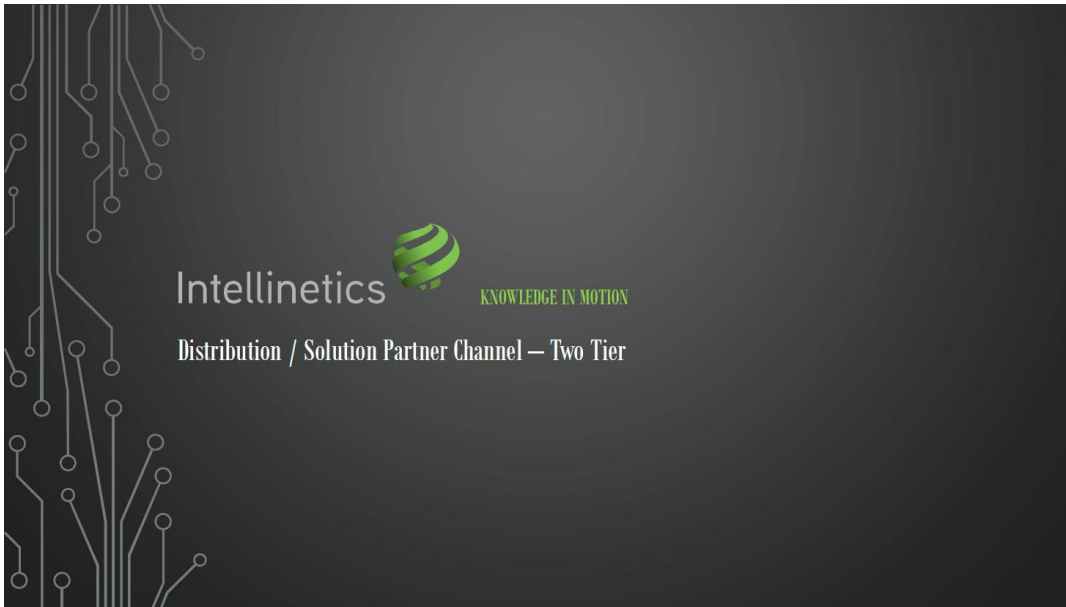 Intellinetics KNOWLEDGE IN MOTION
Distribution / Solution Partner Channel – Two Tier